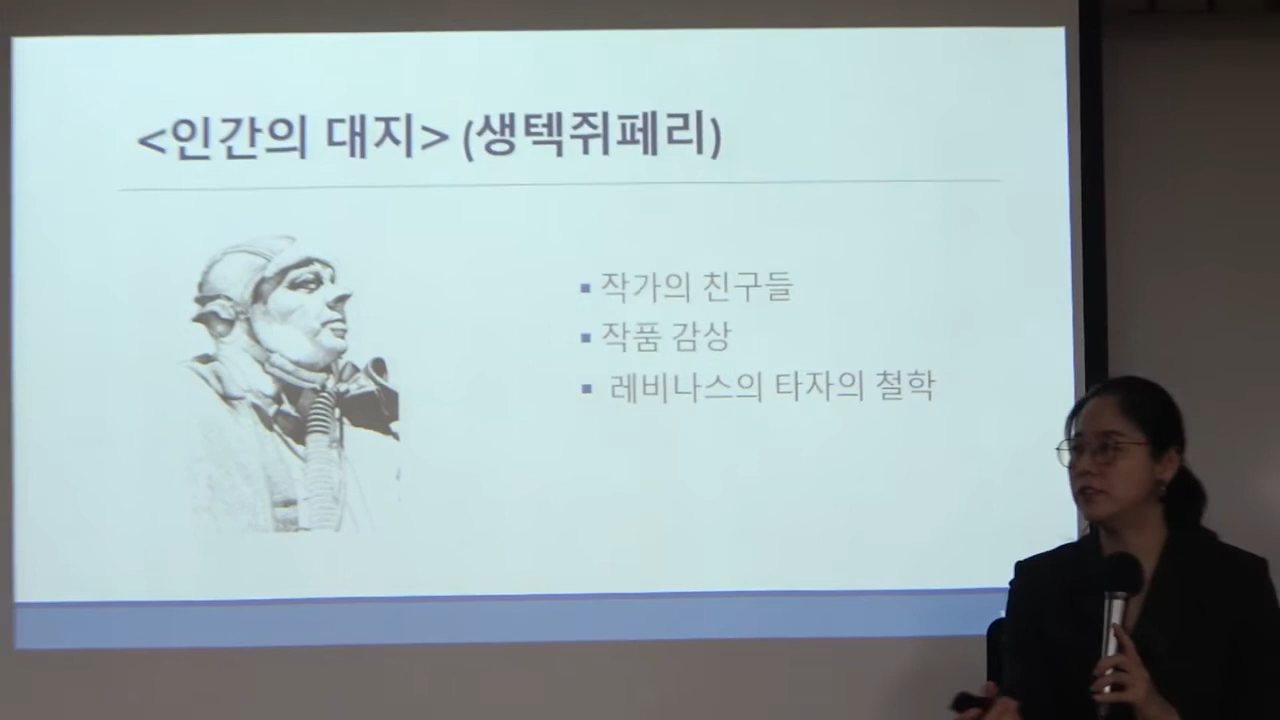 <인간의 대지> (생텍쥐페리)
▪ 작가의 친구들
▪ 작품 감상
▪ 레비나스의 타자의 철학